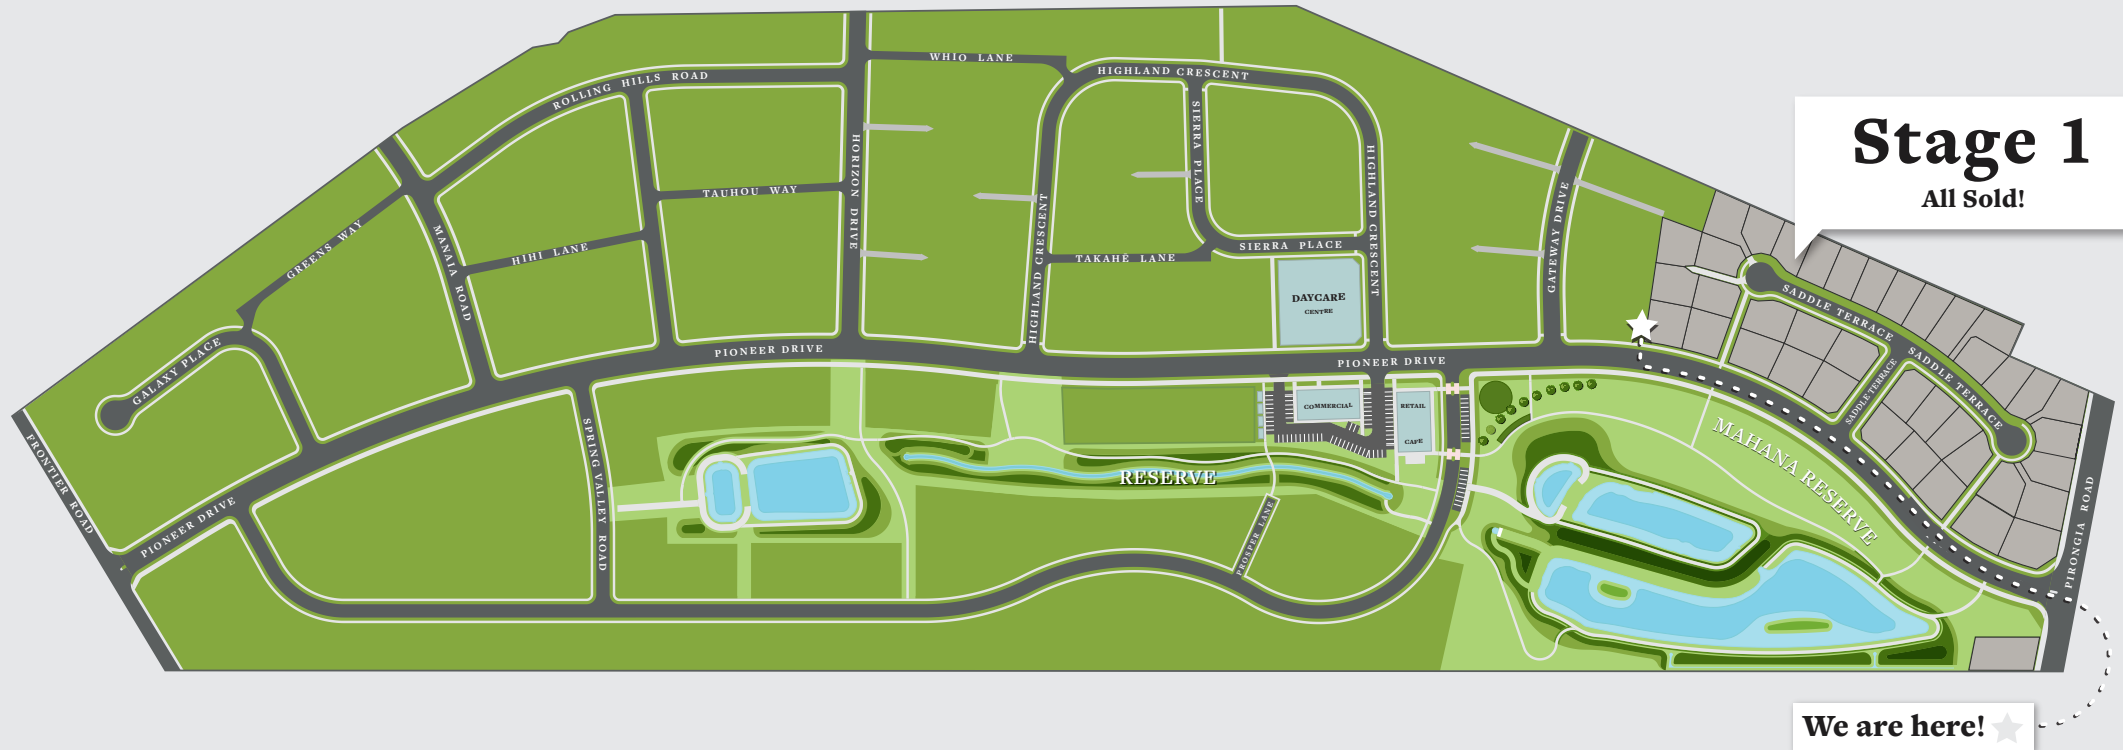 Stage 1
All Sold!
WHIO LANE
HIGHLAND CRESCENT
ROLLING HILLS ROAD
SIERRA PLACE
HORIZON DRIVE
TAUHOU WAY
HIGHLAND CRESCENT
GATEWAY DRIVE
GREENS WAY
MANAIA ROAD
HIHI LANE
HIGHLAND CRESCENT
SIERRA PLACE
TAKAHĒ LANE
DAYCARE
CENTRE
SADDLE TERRACE
SADDLE TERRACE
SADDLE TERRACE
GALAXY PLACE
PIONEER DRIVE
PIONEER DRIVE
COMMERCIAL
RETAIL
CAFE
MAHANA RESERVE
RESERVE
FRONTIER ROAD
PIONEER DRIVE
SPRING VALLEY ROAD
PROSPER LANE
PIRONGIA ROAD
We are here!